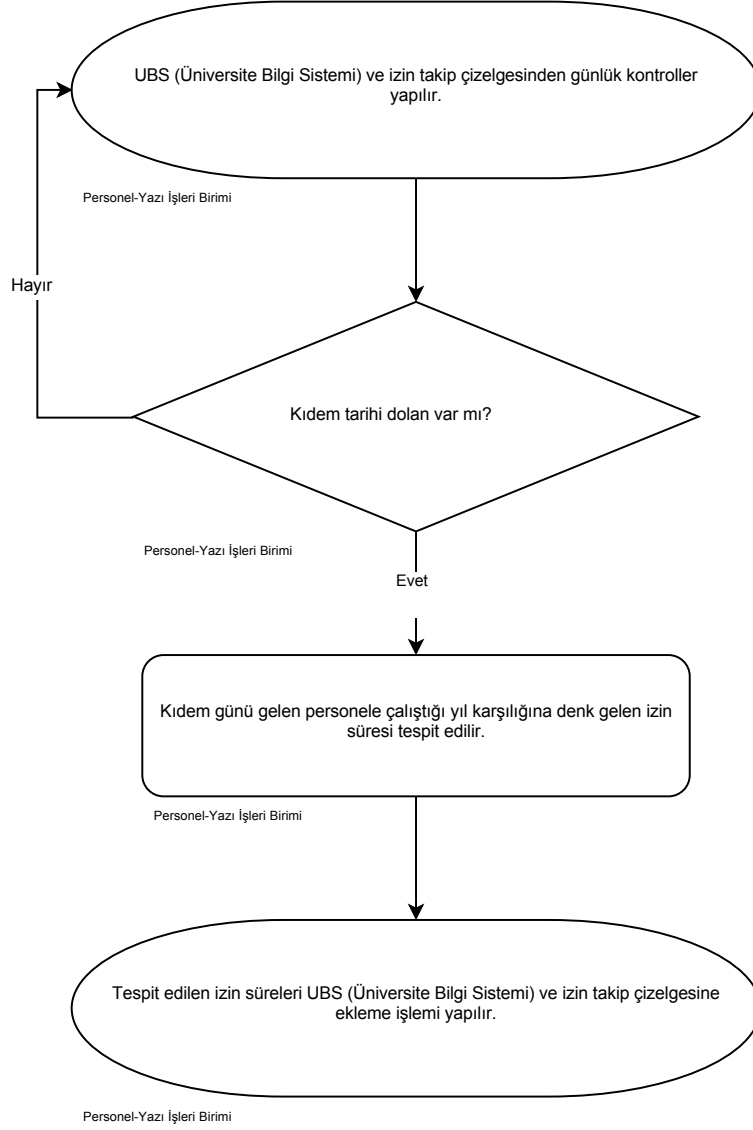 UBS (Üniversite Bilgi Sistemi) ve izin takip çizelgesinden günlük kontroller
yapılır.
Personel-Yazı İşleri Birimi
Hayır
Kıdem tarihi dolan var mı?
Personel-Yazı İşleri Birimi
Evet
Kıdem günü gelen personele çalıştığı yıl karşılığına denk gelen izin
süresi tespit edilir.
Personel-Yazı İşleri Birimi
Tespit edilen izin süreleri UBS (Üniversite Bilgi Sistemi) ve izin takip çizelgesine
ekleme işlemi yapılır.
Personel-Yazı İşleri Birimi